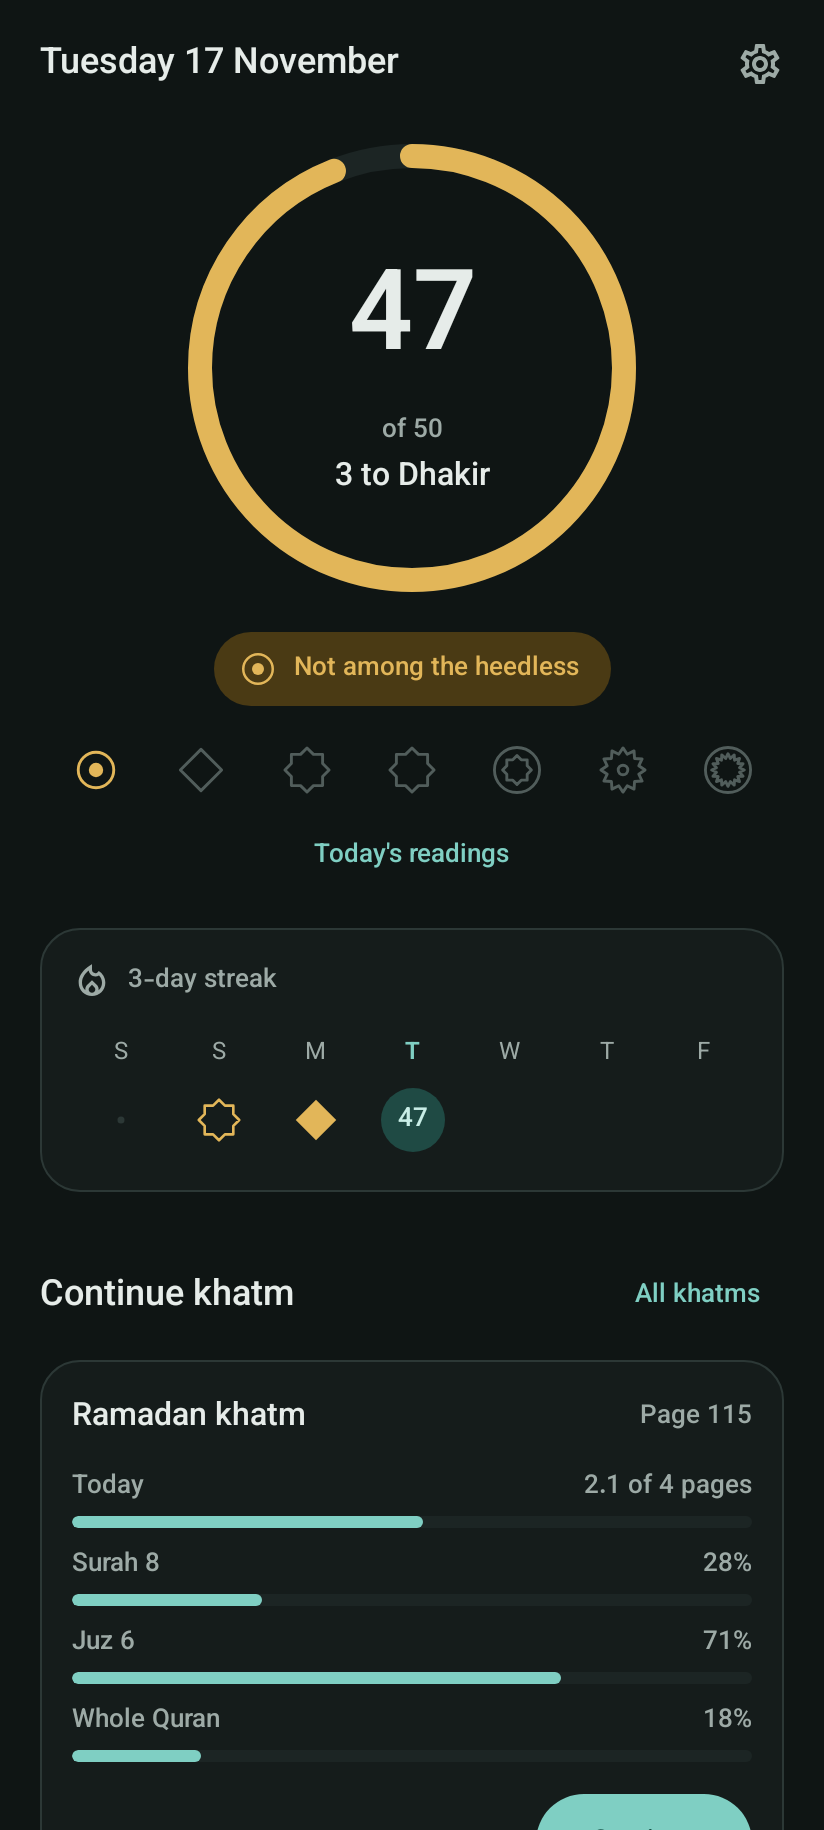 Tuesday 17 November
47
of 50
3 to Dhakir
Not among the heedless
Today's readings
3-day streak
S S M T W T F
47
Continue khatm All khatms
Ramadan khatm Page 115
Today 2.1 of 4 pages
Surah 8 28%
Juz 6 71%
Whole Quran 18%